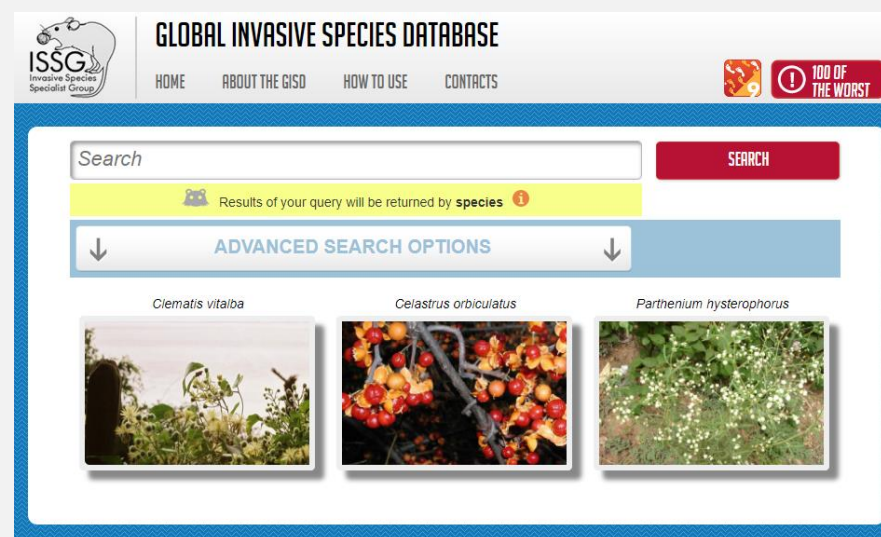 ISSG
Invasive Species
Specialist Group
GLOBAL INVASIVE SPECIES DATABASE
HOME ABOUT THE GISD HOW TO USE CONTACTS
9
! 100 OF
THE WORST
Search SEARCH
Results of your query will be returned by species i
ADVANCED SEARCH OPTIONS
Clematis vitalba Celastrus orbiculatus Parthenium hysterophorus